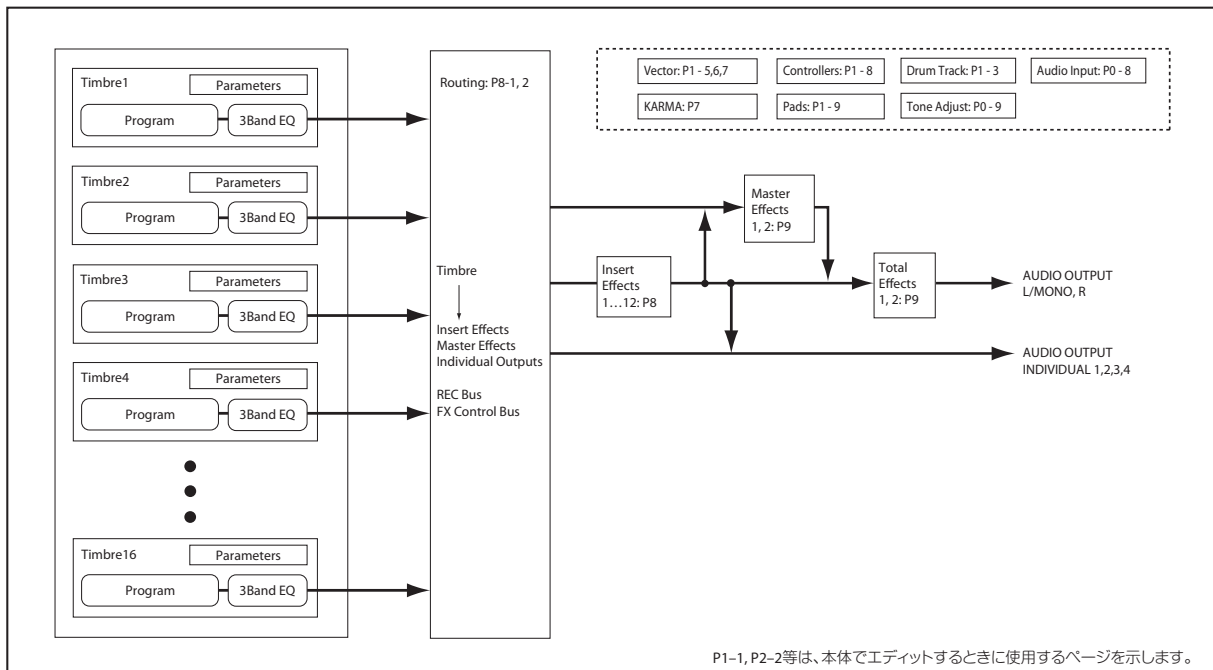 Timbre1
Parameters
Program
3Band EQ
Timbre2
Parameters
Program
3Band EQ
Timbre3
Parameters
Program
3Band EQ
Timbre4
Parameters
Program
3Band EQ
Timbre16
Parameters
Program
3Band EQ
Routing: P8-1, 2
Timbre
Insert Effects
Master Effects
Individual Outputs
REC Bus
FX Control Bus
Vector: P1 - 5,6,7
Controllers: P1 - 8
Drum Track: P1 - 3
Audio Input: P0 - 8
KARMA: P7
Pads: P1 - 9
Tone Adjust: P0 - 9
Insert
Effects
1…12: P8
Master
Effects
1, 2: P9
Total
Effects
1, 2: P9
AUDIO OUTPUT
L/MONO, R
AUDIO OUTPUT
INDIVIDUAL 1,2,3,4
P1–1, P2–2等は、本体でエディットするときに使用するページを示します。